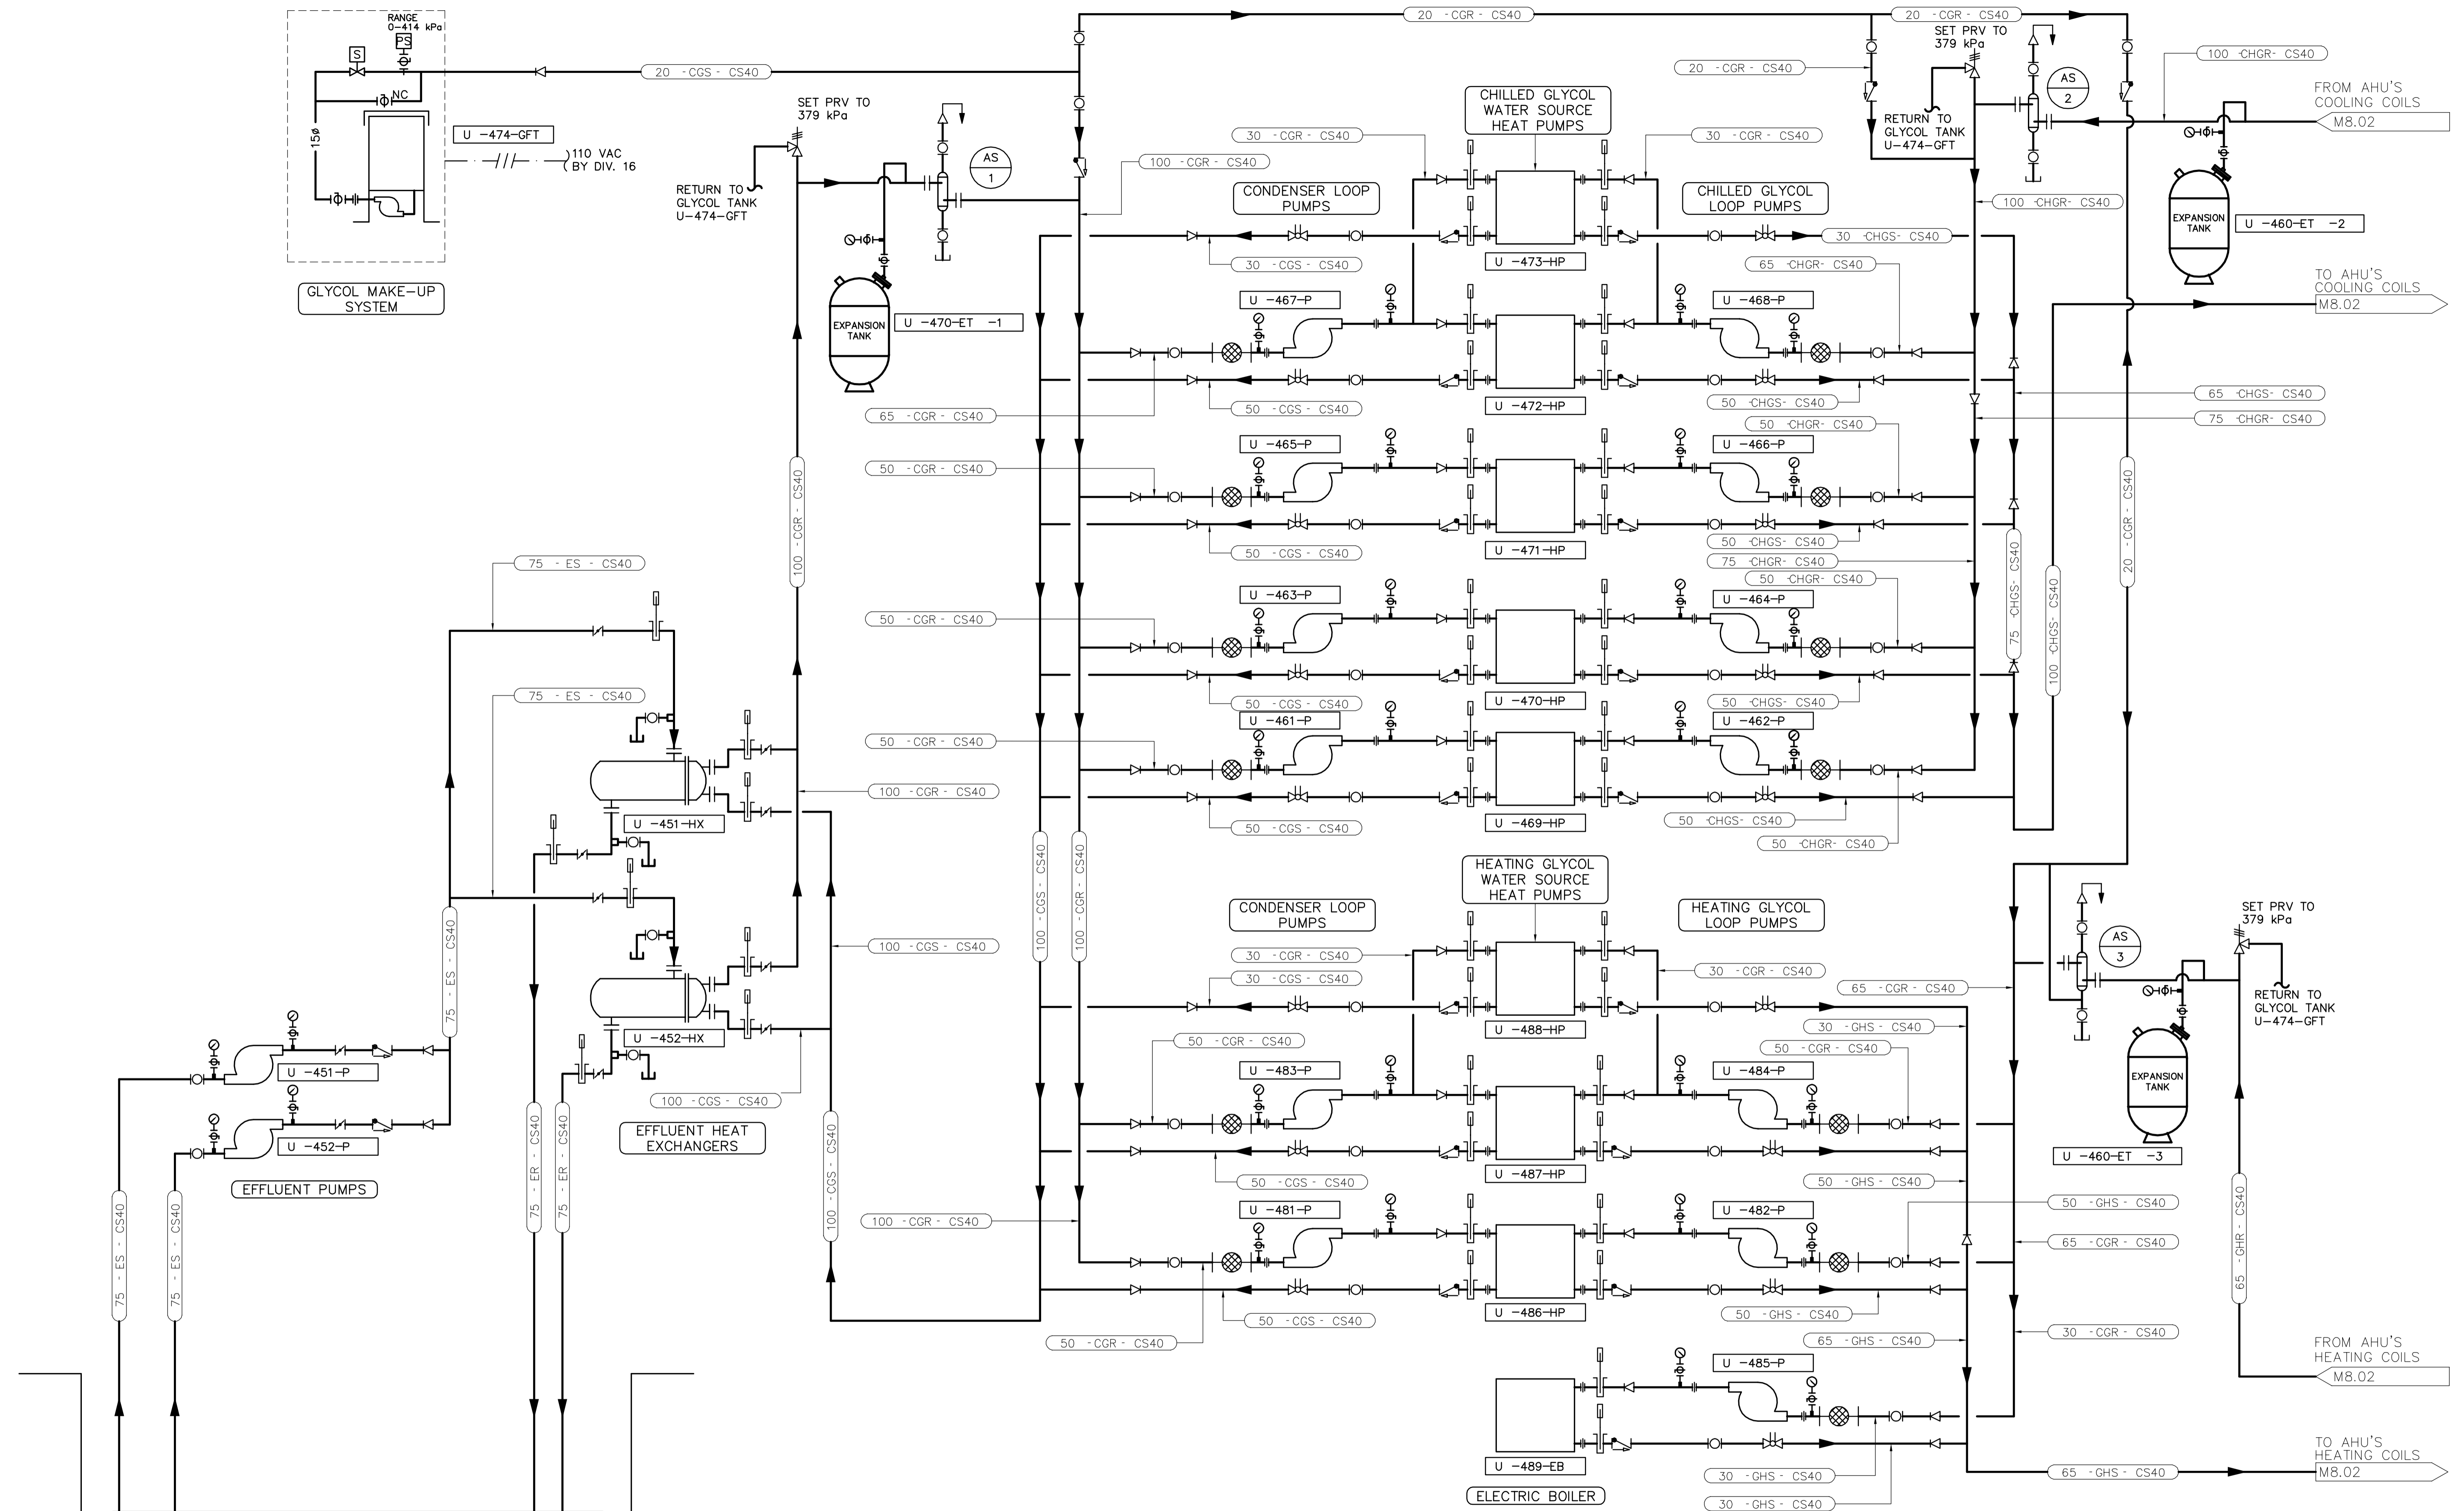 RANGE
0-414 kPa
PS
S
NC
15ø
U -474-GFT
110 VAC
BY DIV. 16
GLYCOL MAKE-UP
SYSTEM
20 -CGS - CS40
20 -CGR - CS40
20 -CGR - CS40
20 -CGR - CS40
SET PRV TO
379 kPa
RETURN TO
GLYCOL TANK
U-474-GFT
AS
1
EXPANSION
TANK
U -470-ET -1
100 -CGR - CS40
SET PRV TO
379 kPa
RETURN TO
GLYCOL TANK
U-474-GFT
AS
2
100 -CHGR- CS40
FROM AHU'S
COOLING COILS
M8.02
100 -CHGR- CS40
EXPANSION
TANK
U -460-ET -2
TO AHU'S
COOLING COILS
M8.02
CHILLED GLYCOL
WATER SOURCE
HEAT PUMPS
30 -CGR - CS40
30 -CGR - CS40
CONDENSER LOOP
PUMPS
CHILLED GLYCOL
LOOP PUMPS
30 -CHGS- CS40
30 -CGS - CS40
U -473-HP
65 -CHGR- CS40
U -467-P
U -468-P
65 -CGR - CS40
50 -CGS - CS40
U -472-HP
50 -CHGS- CS40
65 -CHGS- CS40
75 -CHGR- CS40
50 -CHGR- CS40
U -465-P
U -466-P
50 -CGR - CS40
50 -CGS - CS40
U -471-HP
50 -CHGS- CS40
75 -CHGR- CS40
50 -CHGR- CS40
U -463-P
U -464-P
50 -CGR - CS40
50 -CGS - CS40
U -470-HP
50 -CHGS- CS40
U -461-P
U -462-P
50 -CGR - CS40
100 -CGR - CS40
50 -CGS - CS40
U -469-HP
50 -CHGS- CS40
50 -CHGR- CS40
100 -CGR - CS40
20 -CGR - CS40
75 -CHGS- CS40
100 -CHGS- CS40
75 - ES - CS40
75 - ES - CS40
U -451-HX
100 -CGS - CS40
U -452-HX
100 -CGS - CS40
EFFLUENT HEAT
EXCHANGERS
75 - ES - CS40
U -451-P
U -452-P
EFFLUENT PUMPS
75 - ES - CS40
75 - ES - CS40
75 - ER - CS40
75 - ER - CS40
100 -CGS - CS40
100 -CGS - CS40
100 -CGR - CS40
HEATING GLYCOL
WATER SOURCE
HEAT PUMPS
CONDENSER LOOP
PUMPS
HEATING GLYCOL
LOOP PUMPS
30 -CGR - CS40
30 -CGS - CS40
30 -CGR - CS40
65 -CGR - CS40
U -488-HP
30 -GHS - CS40
50 -CGR - CS40
50 -CGR - CS40
U -483-P
U -484-P
U -487-HP
50 -CGS - CS40
50 -GHS - CS40
U -481-P
U -482-P
50 -GHS - CS40
100 -CGR - CS40
65 -CGR - CS40
U -486-HP
50 -GHS - CS40
50 -CGS - CS40
50 -CGR - CS40
65 -GHS - CS40
30 -CGR - CS40
U -485-P
U -489-EB
30 -GHS - CS40
30 -GHS - CS40
ELECTRIC BOILER
AS
3
SET PRV TO
379 kPa
RETURN TO
GLYCOL TANK
U-474-GFT
EXPANSION
TANK
U -460-ET -3
65 -GHR - CS40
FROM AHU'S
HEATING COILS
M8.02
65 -GHS - CS40
TO AHU'S
HEATING COILS
M8.02